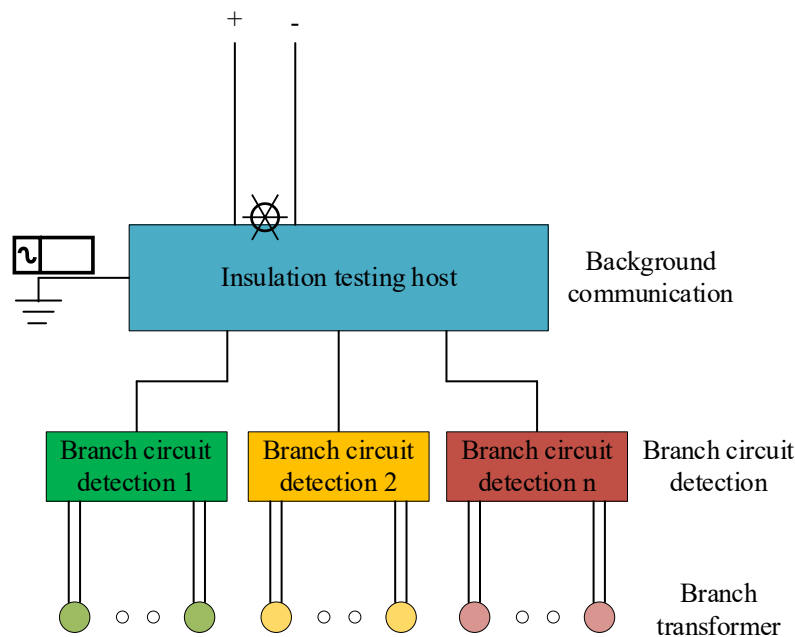 + -
Insulation testing host
Background
communication
Branch circuit
detection 1
Branch circuit
detection 2
Branch circuit
detection n
Branch circuit
detection
Branch
transformer